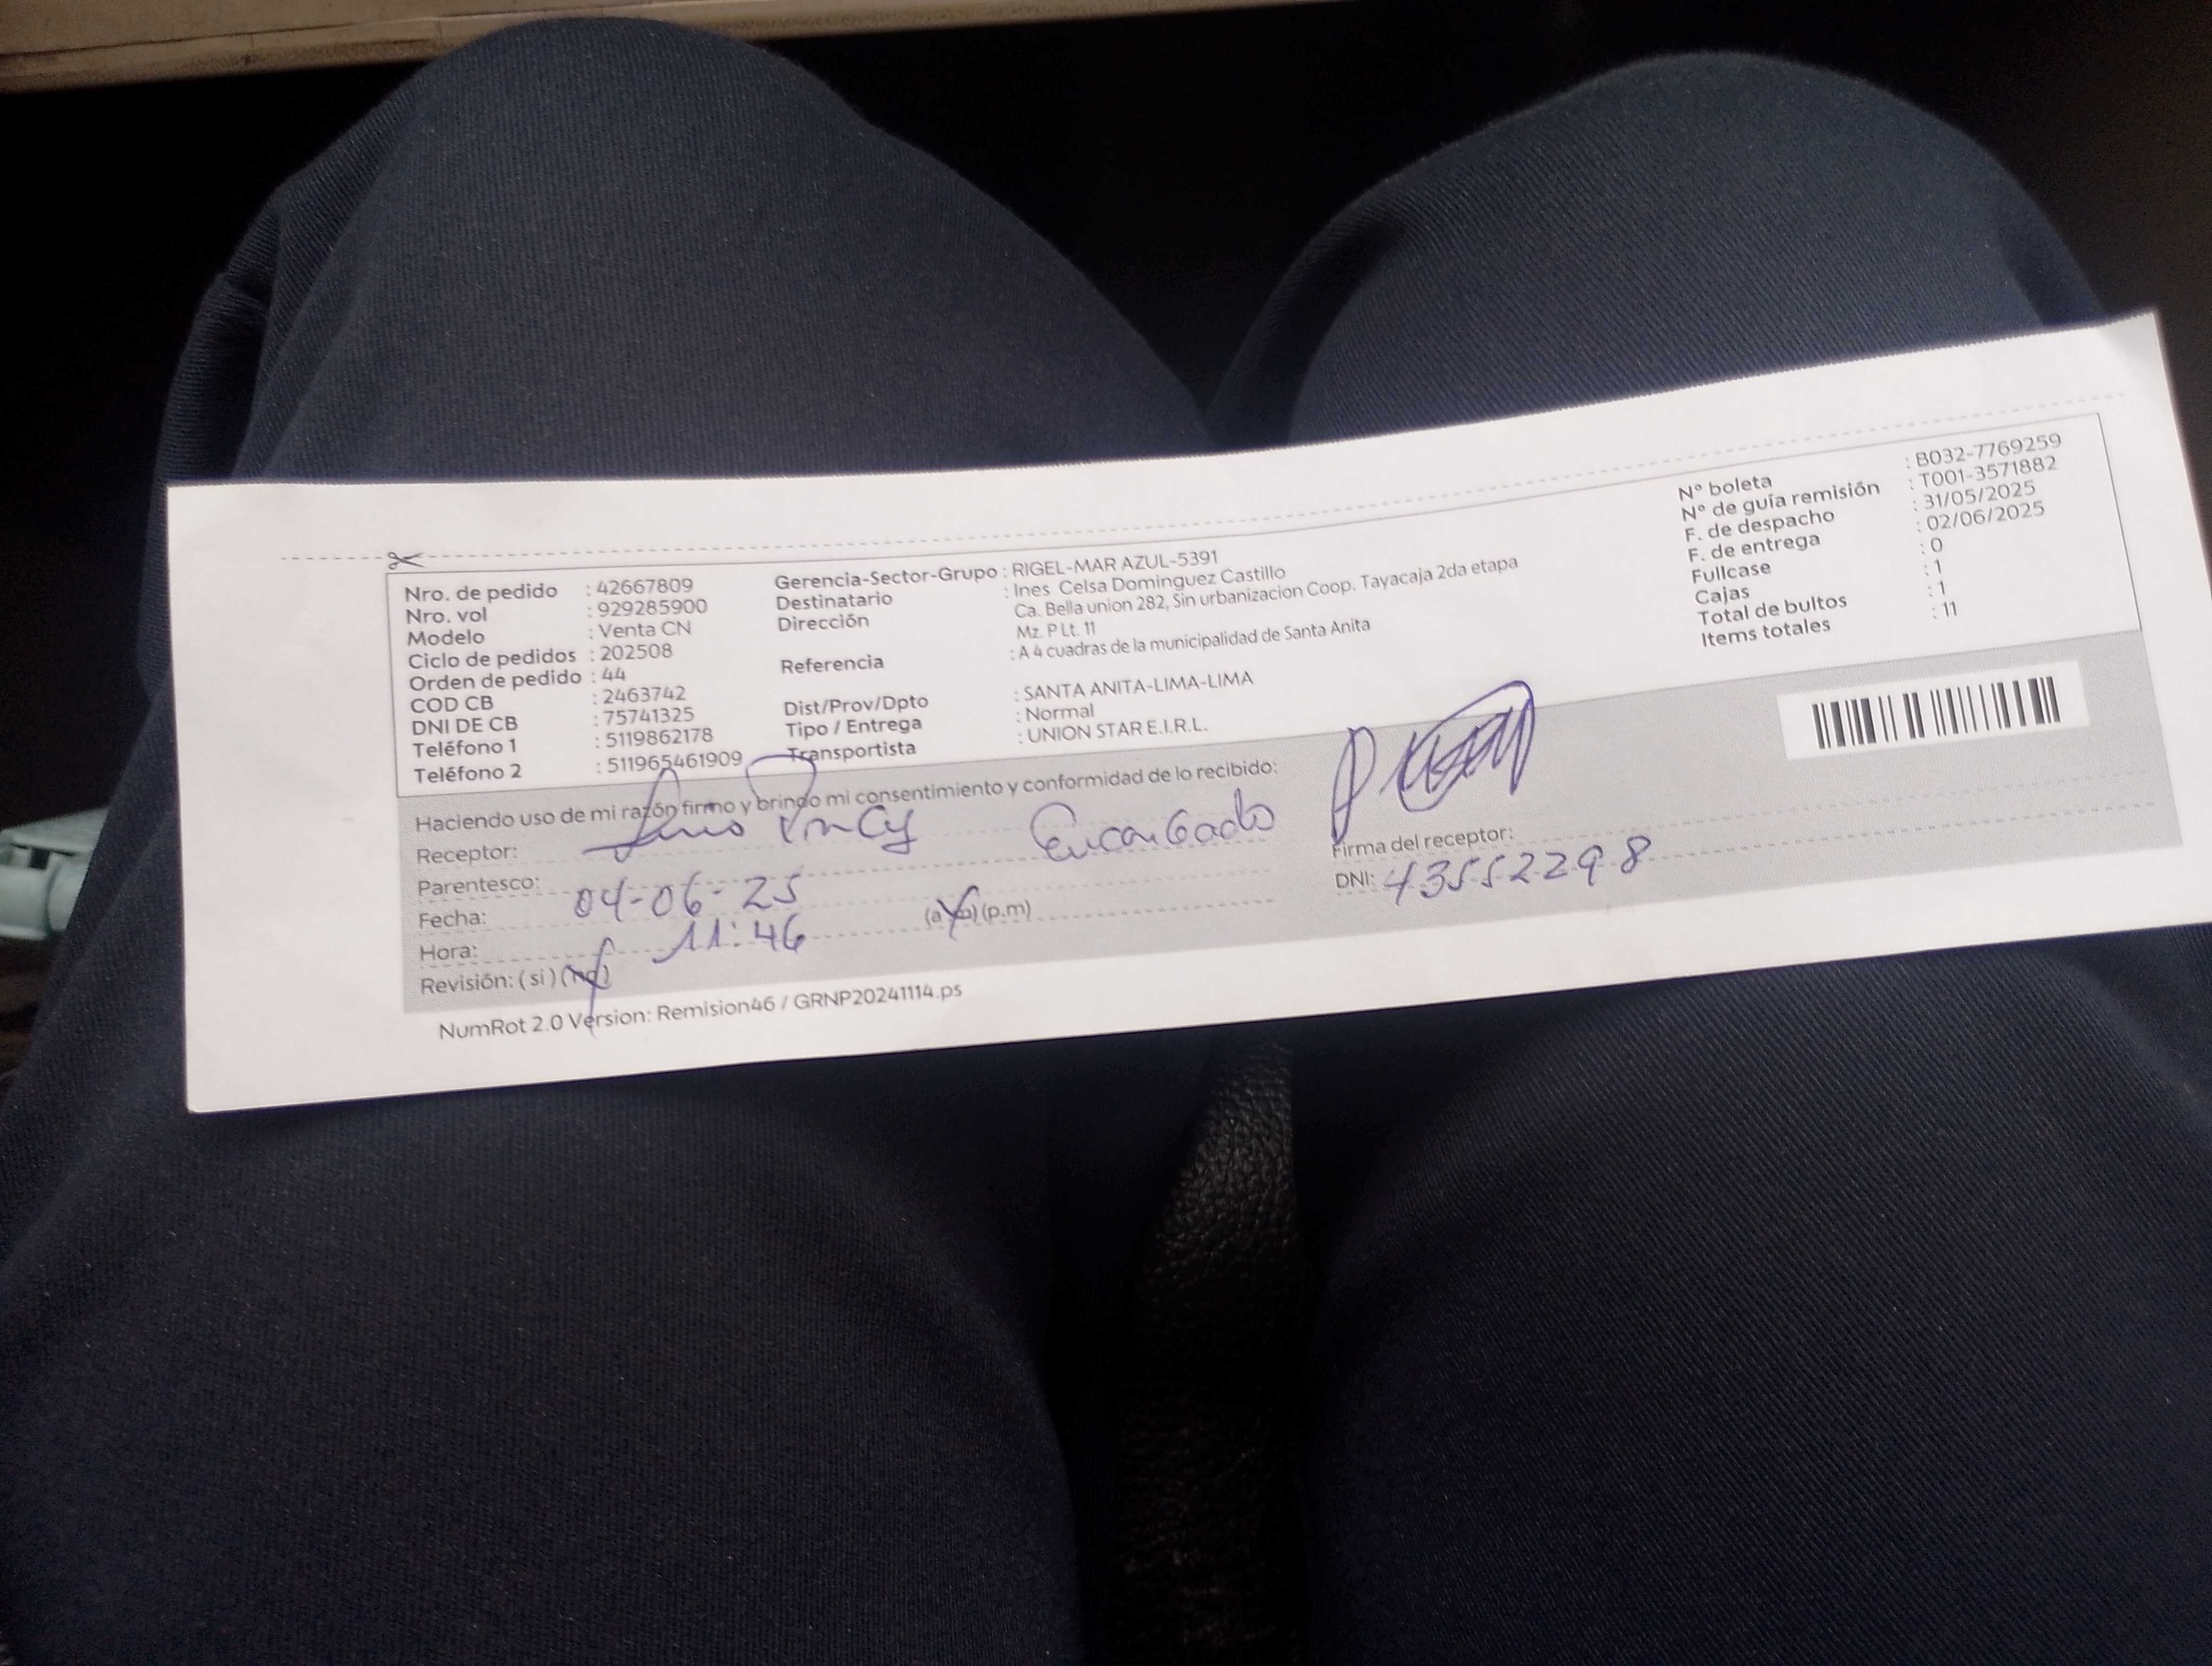 Nro. de pedido : 42667809
Nro. vol : 929285900
Modelo : Venta CN
Ciclo de pedidos : 202508
Orden de pedido : 44
COD CB : 2463742
DNI DE CB : 75741325
Teléfono 1 : 5119862178
Teléfono 2 : 511965461909
Gerencia-Sector-Grupo : RIGEL-MAR AZUL-5391
Destinatario : Ines Celsa Dominguez Castillo
Dirección Ca. Bella union 282, Sin urbanizacion Coop. Tayacaja 2da etapa
Mz. P Lt. 11
Referencia : A 4 cuadras de la municipalidad de Santa Anita
Dist/Prov/Dpto : SANTA ANITA-LIMA-LIMA
Tipo / Entrega : Normal
Transportista : UNION STAR E.I.R.L.
N° boleta : B032-7769259
N° de guía remisión : T001-3571882
F. de despacho : 31/05/2025
F. de entrega : 02/06/2025
Fullcase : 0
Cajas : 1
Total de bultos : 1
Items totales : 11
Haciendo uso de mi razón firmo y brindo mi consentimiento y conformidad de lo recibido:
Receptor: Encargado
Parentesco:
Fecha: 04-06-25
Hora: 11:46 (a.m) (p.m)
Revisión: ( si ) (no)
Firma del receptor:
DNI: 43552298
NumRot 2.0 Version: Remision46 / GRNP20241114.ps